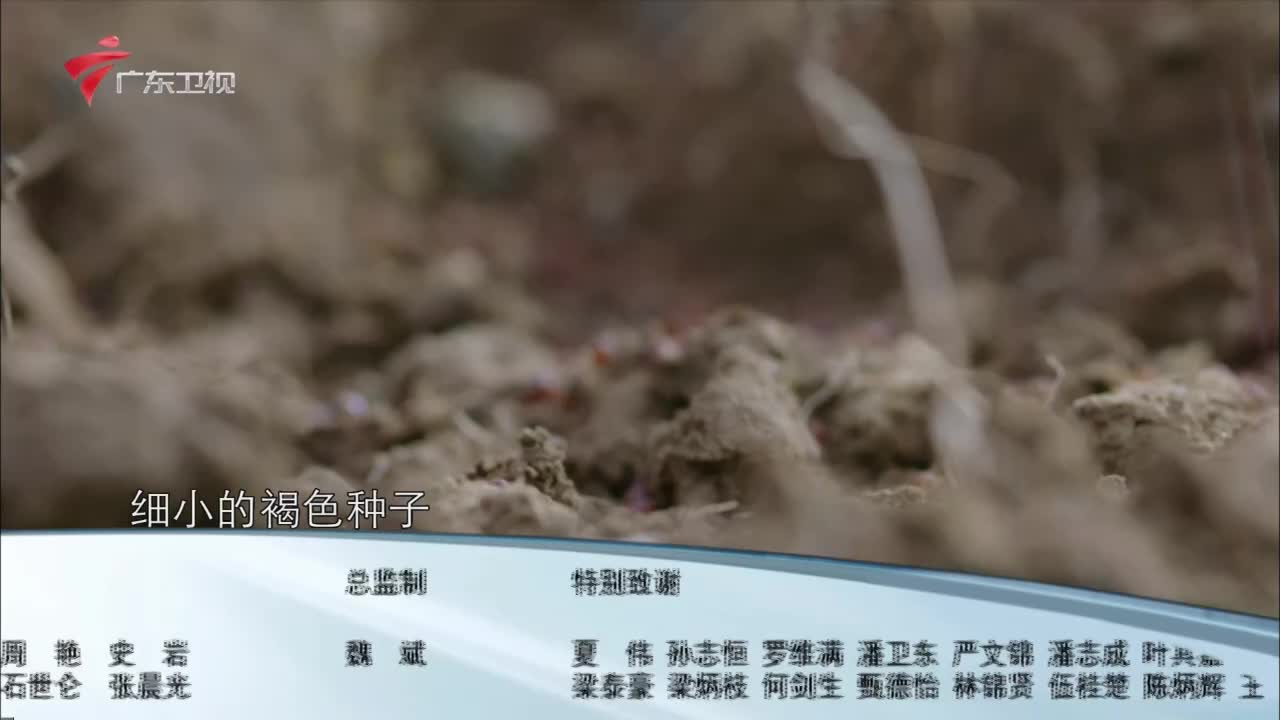 广东卫视
细小的褐色种子
总监制 特别致谢
周艳 史岩 魏斌 夏伟 孙志恒 罗维满 潘卫东 严文锦 潘志成
石世仑 张晨光 梁泰豪 梁炳枝 何剑生 甄德怡 林锦贤 伍桂楚 陈炳辉